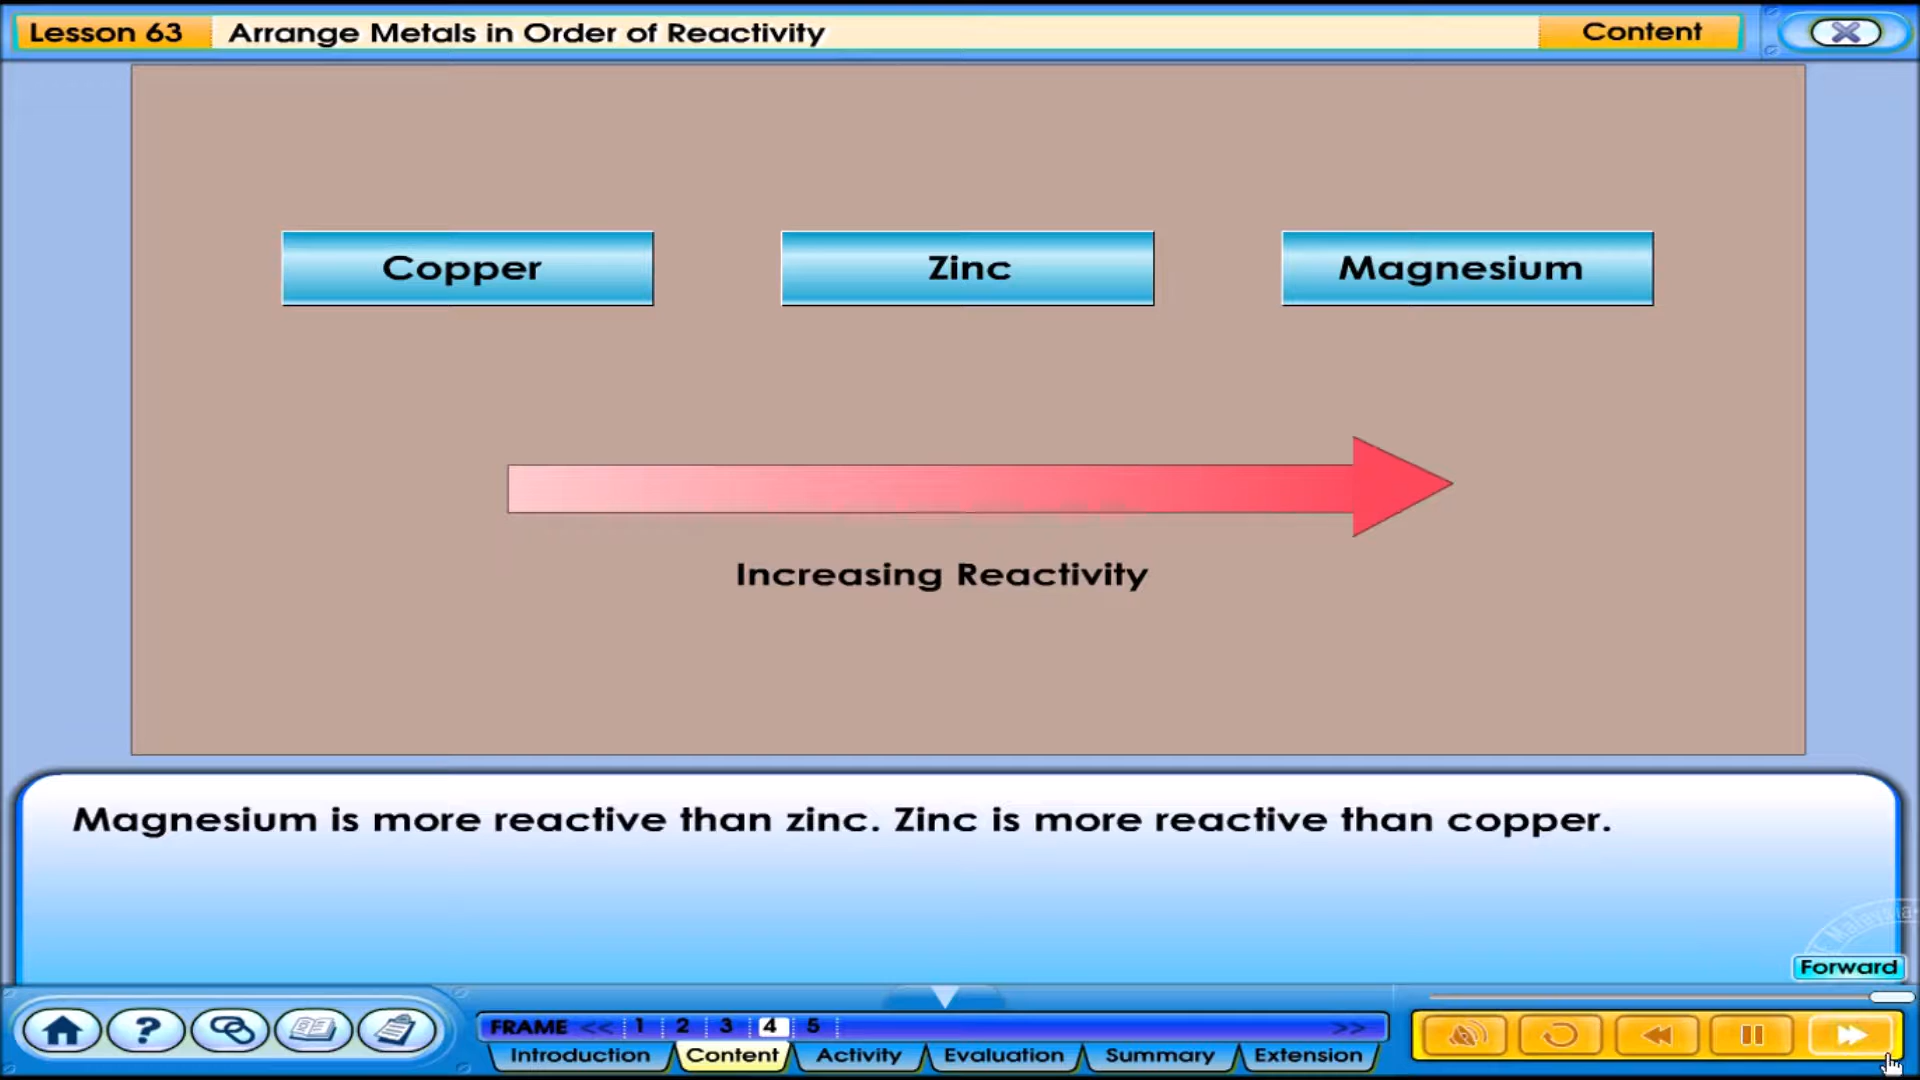 Lesson 63
Arrange Metals in Order of Reactivity
Content
Copper
Zinc
Magnesium
Increasing Reactivity
Magnesium is more reactive than zinc. Zinc is more reactive than copper.
Malaysia
Forward
FRAME << 1 2 3 4 5 >>
Introduction
Content
Activity
Evaluation
Summary
Extension